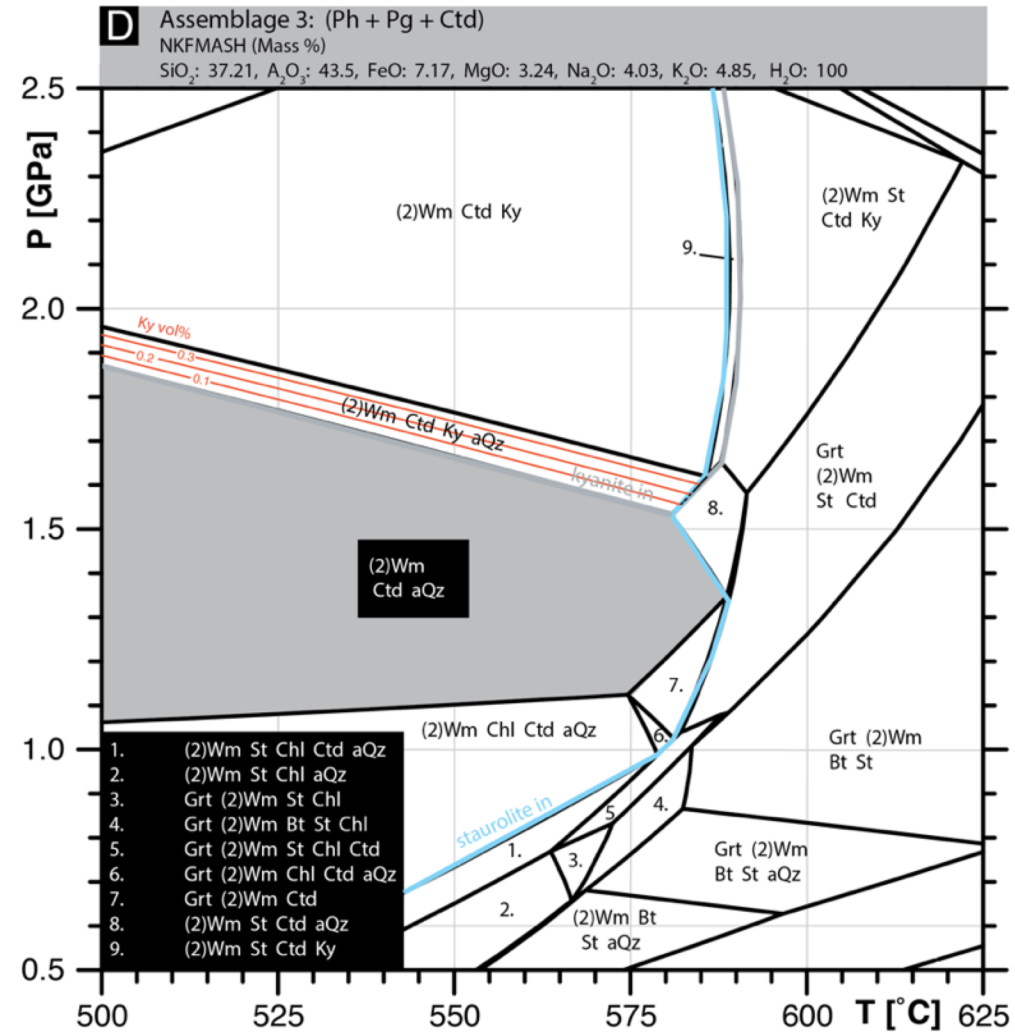 D
Assemblage 3: (Ph + Pg + Ctd)
NKFMASH (Mass %)
SiO₂: 37.21, A₂O₃: 43.5, FeO: 7.17, MgO: 3.24, Na₂O: 4.03, K₂O: 4.85, H₂O: 100
P [GPa]
2.5
2.0
1.5
1.0
0.5
(2)Wm Ctd Ky
(2)Wm St
Ctd Ky
9.
Ky vol%
0.3
0.2
0.1
(2)Wm Ctd Ky aQz
kyanite in
8.
Grt
(2)Wm
St Ctd
(2)Wm
Ctd aQz
7.
(2)Wm Chl Ctd aQz
6.
Grt (2)Wm
Bt St
staurolite in
5
4.
1.
3.
2.
Grt (2)Wm
Bt St aQz
(2)Wm Bt
St aQz
1. (2)Wm St Chl Ctd aQz
2. (2)Wm St Chl aQz
3. Grt (2)Wm St Chl
4. Grt (2)Wm Bt St Chl
5. Grt (2)Wm St Chl Ctd
6. Grt (2)Wm Chl Ctd aQz
7. Grt (2)Wm Ctd
8. (2)Wm St Ctd aQz
9. (2)Wm St Ctd Ky
500 525 550 575 600 T [°C] 625